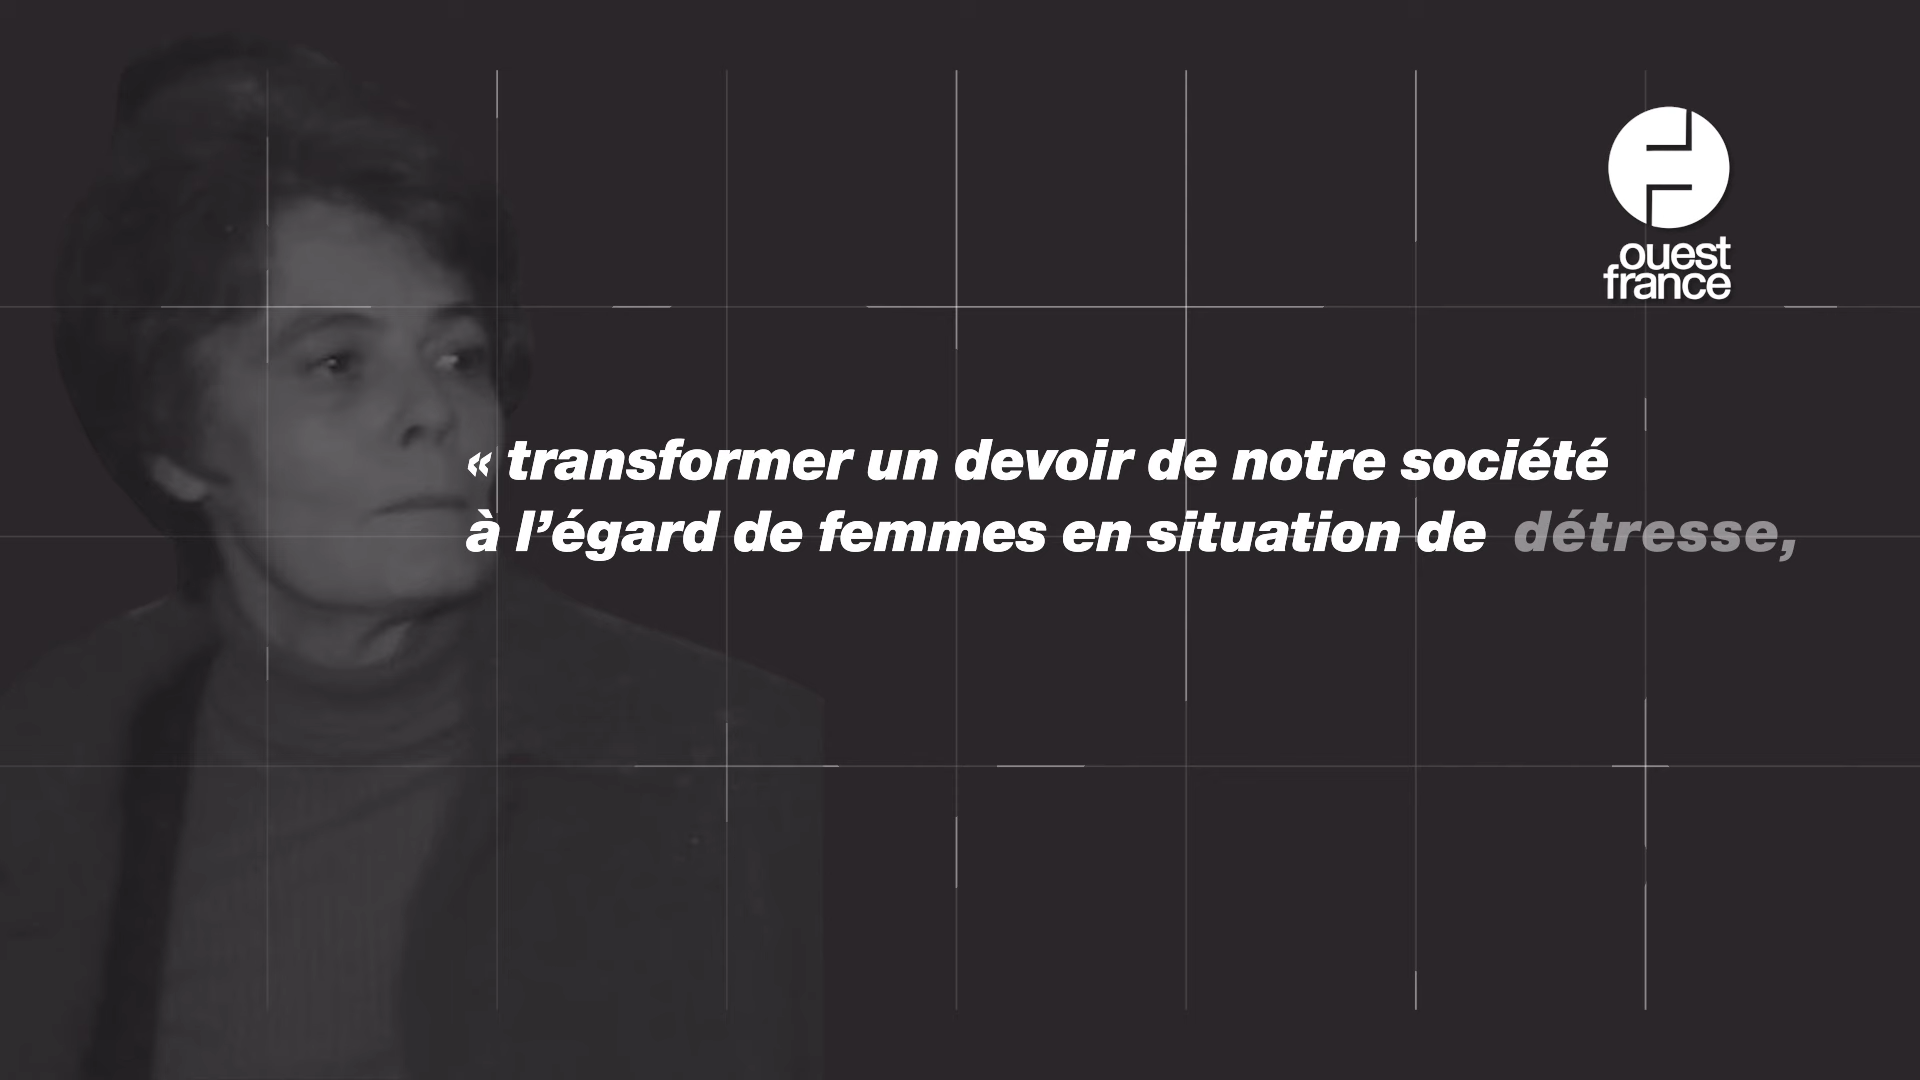 ouest
france
« transformer un devoir de notre société
à l’égard de femmes en situation de détresse,